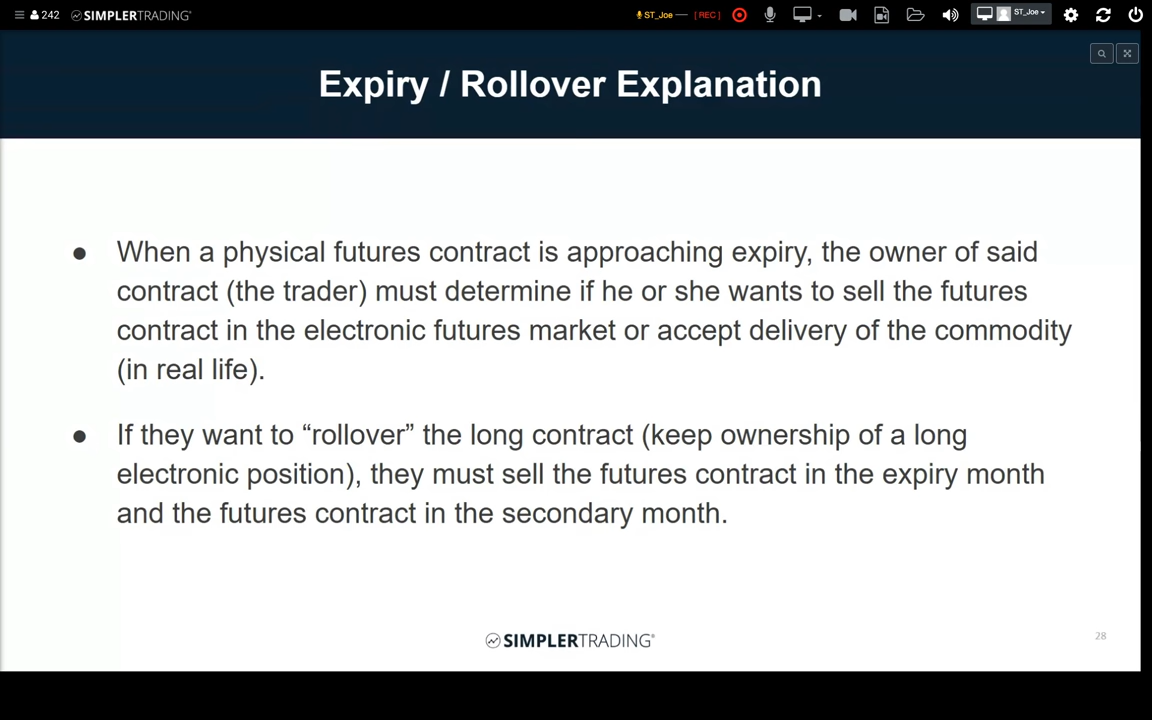 242 SIMPLERTRADING® ST_Joe [ REC ] ST_Joe
Expiry / Rollover Explanation
● When a physical futures contract is approaching expiry, the owner of said
contract (the trader) must determine if he or she wants to sell the futures
contract in the electronic futures market or accept delivery of the commodity
(in real life).
● If they want to “rollover” the long contract (keep ownership of a long
electronic position), they must sell the futures contract in the expiry month
and the futures contract in the secondary month.
SIMPLERTRADING®
28